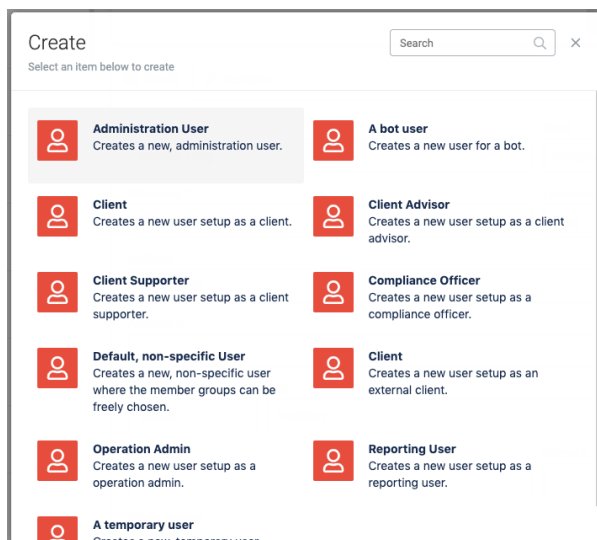 Create
Search
Select an item below to create
Administration User
Creates a new, administration user.
A bot user
Creates a new user for a bot.
Client
Creates a new user setup as a client.
Client Advisor
Creates a new user setup as a client
advisor.
Client Supporter
Creates a new user setup as a client
supporter.
Compliance Officer
Creates a new user setup as a
compliance officer.
Default, non-specific User
Creates a new, non-specific user
where the member groups can be
freely chosen.
Client
Creates a new user setup as an
external client.
Operation Admin
Creates a new user setup as a
operation admin.
Reporting User
Creates a new user setup as a
reporting user.
A temporary user
Creates a new, temporary user